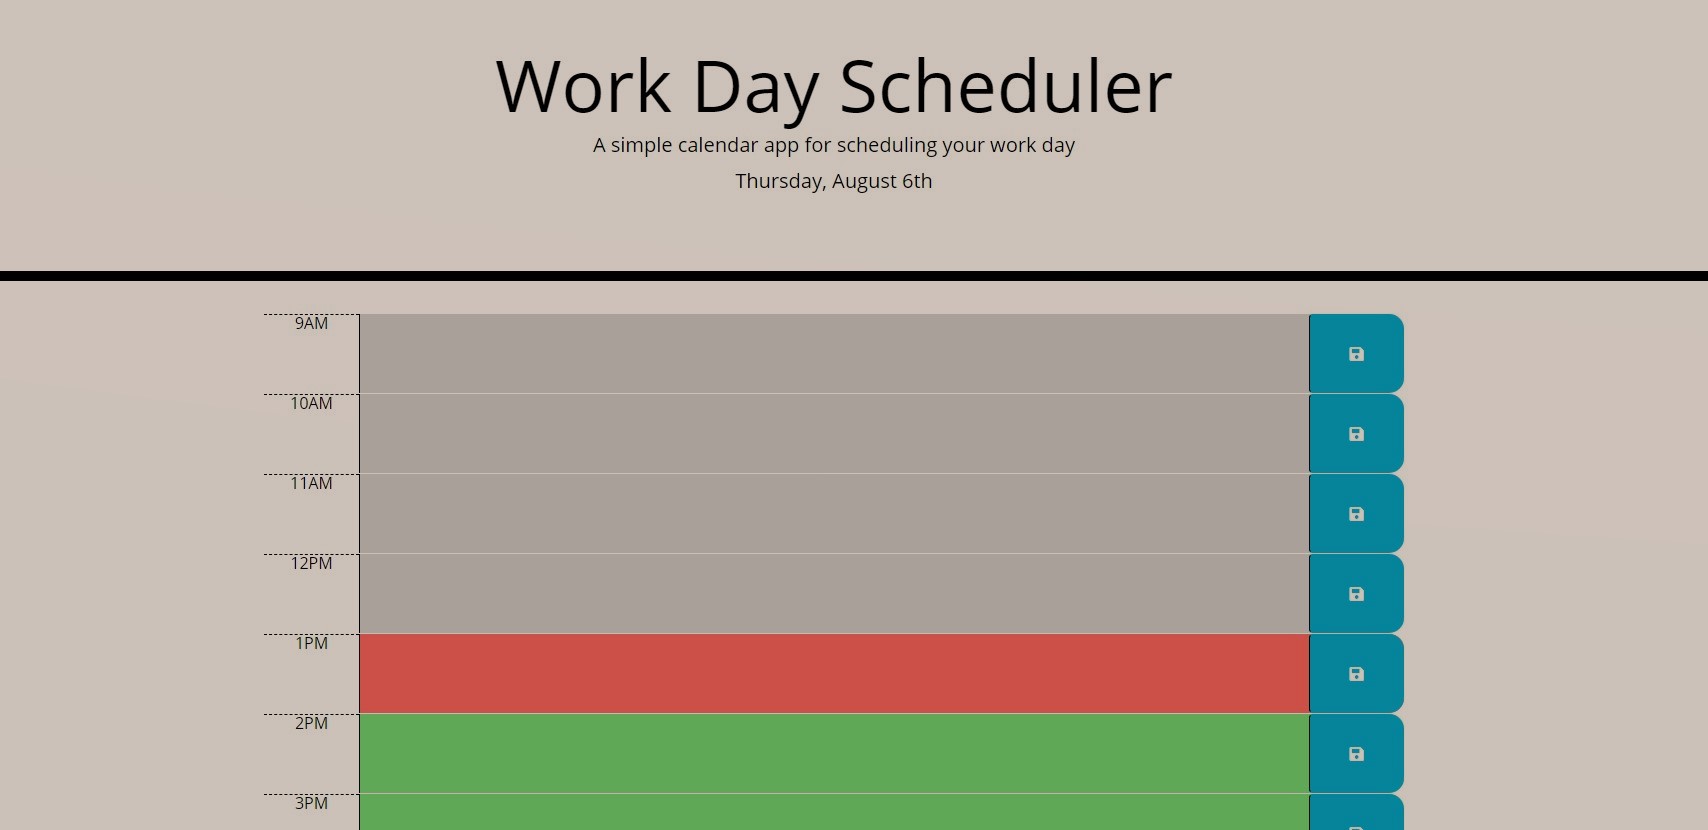 Work Day Scheduler
A simple calendar app for scheduling your work day
Thursday, August 6th
9AM
10AM
11AM
12PM
1PM
2PM
3PM